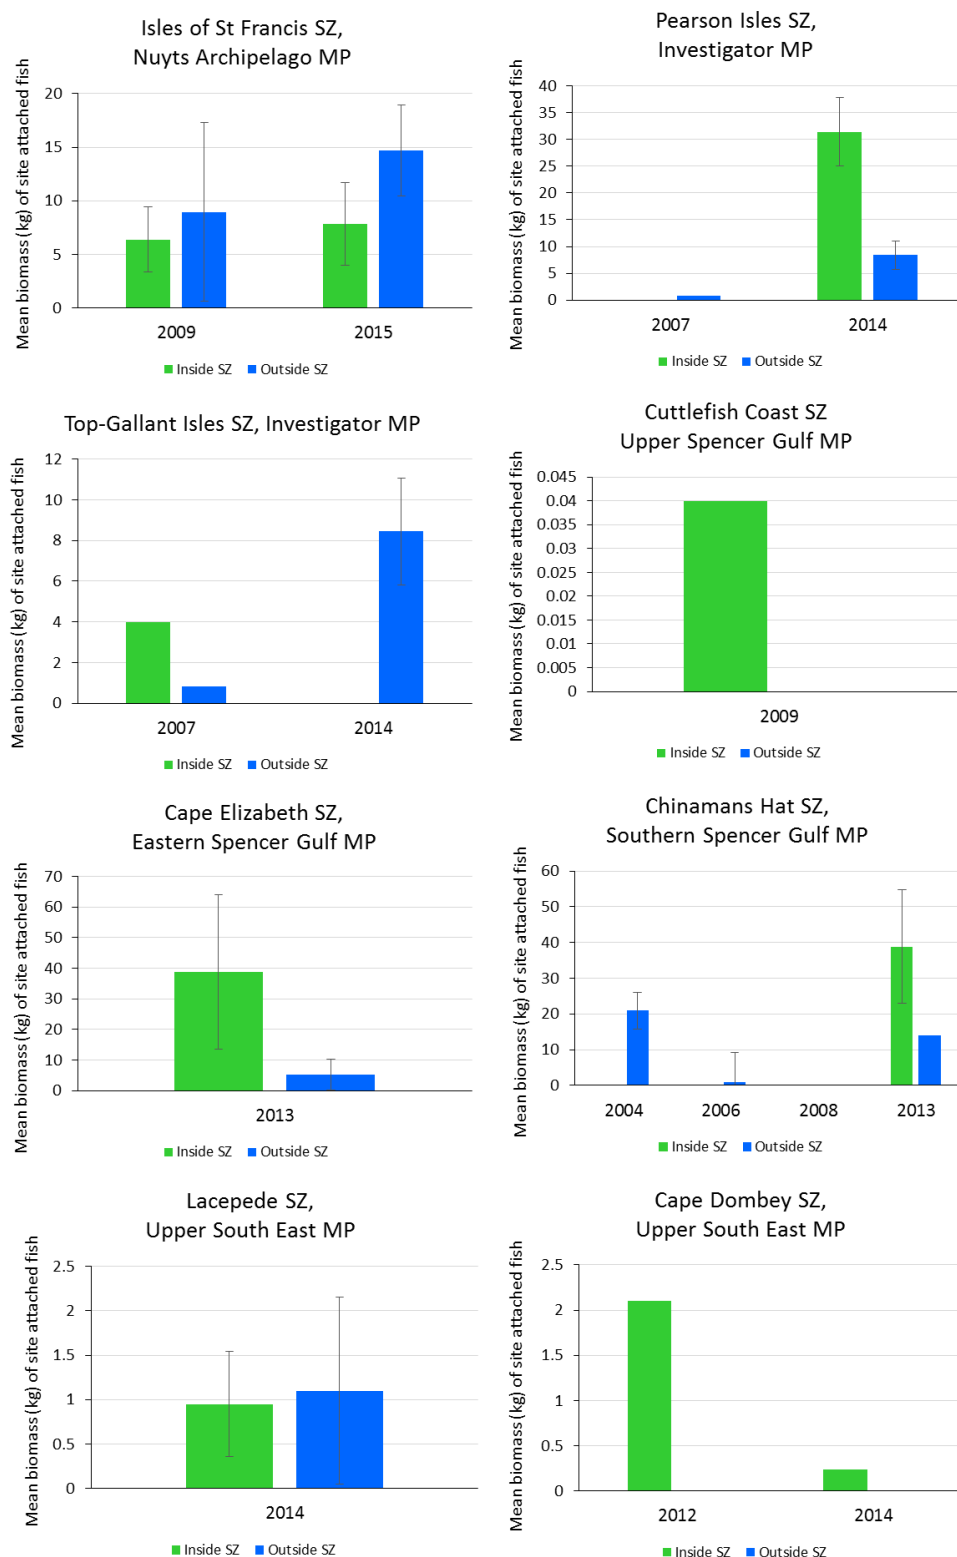 Isles of St Francis SZ,
Nuyts Archipelago MP
Mean biomass (kg) of site attached fish
20
15
10
5
0
2009 2015
Inside SZ Outside SZ
Pearson Isles SZ,
Investigator MP
Mean biomass (kg) of site attached fish
40
35
30
25
20
15
10
5
0
2007 2014
Inside SZ Outside SZ
Top-Gallant Isles SZ, Investigator MP
Mean biomass (kg) of site attached fish
12
10
8
6
4
2
0
2007 2014
Inside SZ Outside SZ
Cuttlefish Coast SZ
Upper Spencer Gulf MP
Mean biomass (kg) of site attached fish
0.045
0.04
0.035
0.03
0.025
0.02
0.015
0.01
0.005
0
2009
Inside SZ Outside SZ
Cape Elizabeth SZ,
Eastern Spencer Gulf MP
Mean biomass (kg) of site attached fish
70
60
50
40
30
20
10
0
2013
Inside SZ Outside SZ
Chinamans Hat SZ,
Southern Spencer Gulf MP
Mean biomass (kg) of site attached fish
60
50
40
30
20
10
0
2004 2006 2008 2013
Inside SZ Outside SZ
Lacepede SZ,
Upper South East MP
Mean biomass (kg) of site attached fish
2.5
2
1.5
1
0.5
0
2014
Inside SZ Outside SZ
Cape Dombey SZ,
Upper South East MP
Mean biomass (kg) of site attached fish
2.5
2
1.5
1
0.5
0
2012 2014
Inside SZ Outside SZ